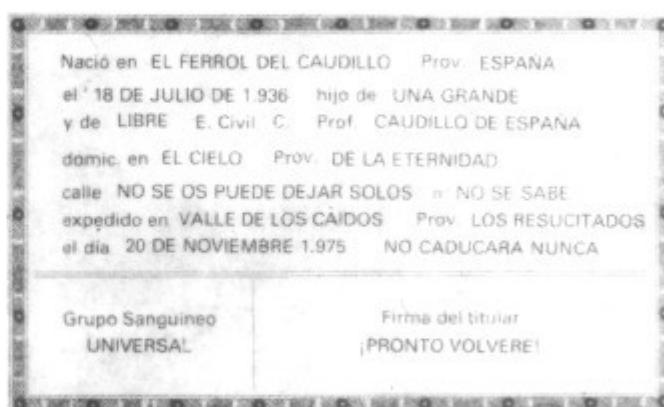 Nació en EL FERROL DEL CAUDILLO Prov. ESPAÑA
el 18 DE JULIO DE 1.936 hijo de UNA GRANDE
y de LIBRE E. Civil C. Prof. CAUDILLO DE ESPAÑA
domic. en EL CIELO Prov. DE LA ETERNIDAD
calle NO SE OS PUEDE DEJAR SOLOS n.º NO SE SABE
expedido en VALLE DE LOS CAIDOS Prov. LOS RESUCITADOS
el día 20 DE NOVIEMBRE 1.975 NO CADUCARA NUNCA
Grupo Sanguineo
UNIVERSAL
Firma del titular
¡PRONTO VOLVERE!